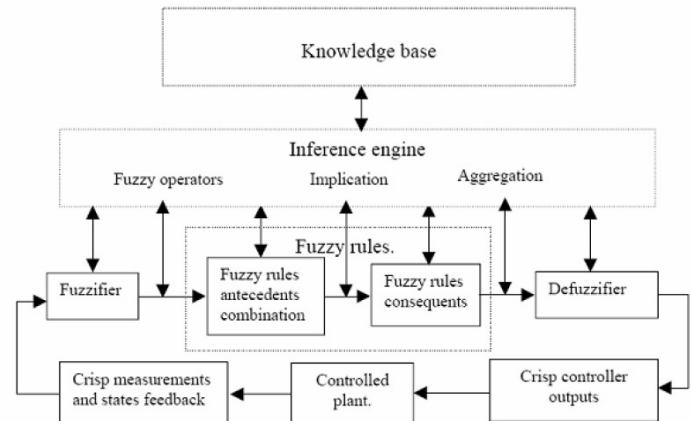 Knowledge base
Inference engine
Fuzzy operators
Implication
Aggregation
Fuzzy rules.
Fuzzifier
Fuzzy rules
antecedents
combination
Fuzzy rules
consequents
Defuzzifier
Crisp measurements
and states feedback
Controlled
plant.
Crisp controller
outputs